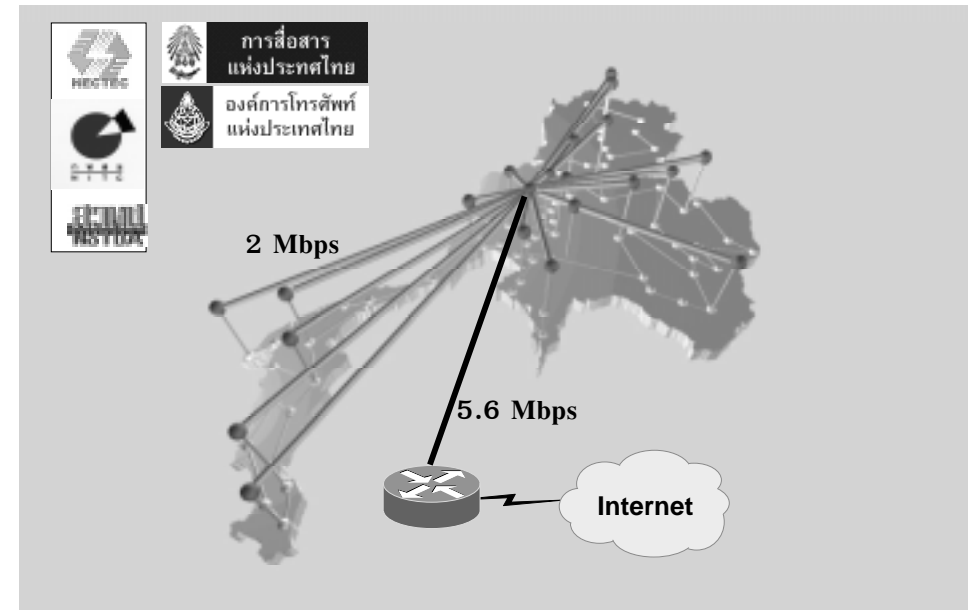 NECTEC
การสื่อสาร
แห่งประทศไทย
องค์การโทรศัพท์
แห่งประเทศไทย
NSTDA
2 Mbps
5.6 Mbps
Internet